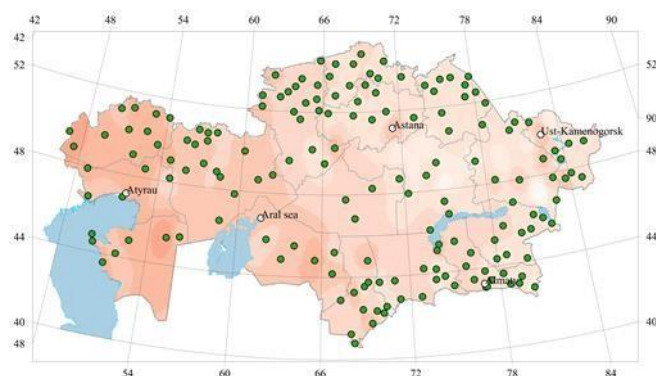 42 48 54 60 66 72 78 84 90
42
52 52
90
Astana Ust-Kamenogorsk
48 48
Atyrau
Aral sea
44 44
Almaty
40 40
48
54 60 66 72 78 84